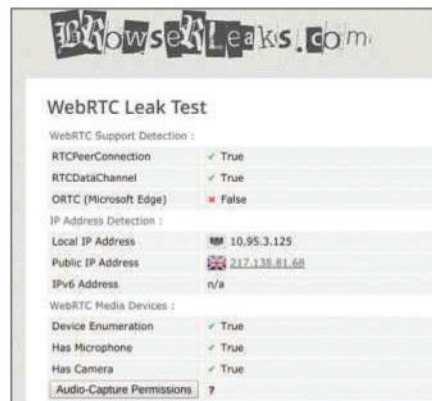 BROwseRLeaks.com
WebRTC Leak Test
WebRTC Support Detection :
RTCPeerConnection ✔ True
RTCDataChannel ✔ True
ORTC (Microsoft Edge) ✖ False
IP Address Detection :
Local IP Address 10.95.3.125
Public IP Address 217.138.81.68
IPv6 Address n/a
WebRTC Media Devices :
Device Enumeration ✔ True
Has Microphone ✔ True
Has Camera ✔ True
Audio-Capture Permissions ?